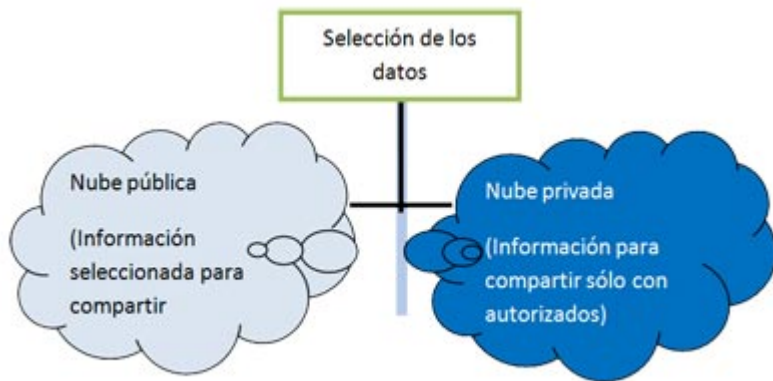 Selección de los
datos
Nube pública
(Información
seleccionada para
compartir
Nube privada
(Información para
compartir sólo con
autorizados)